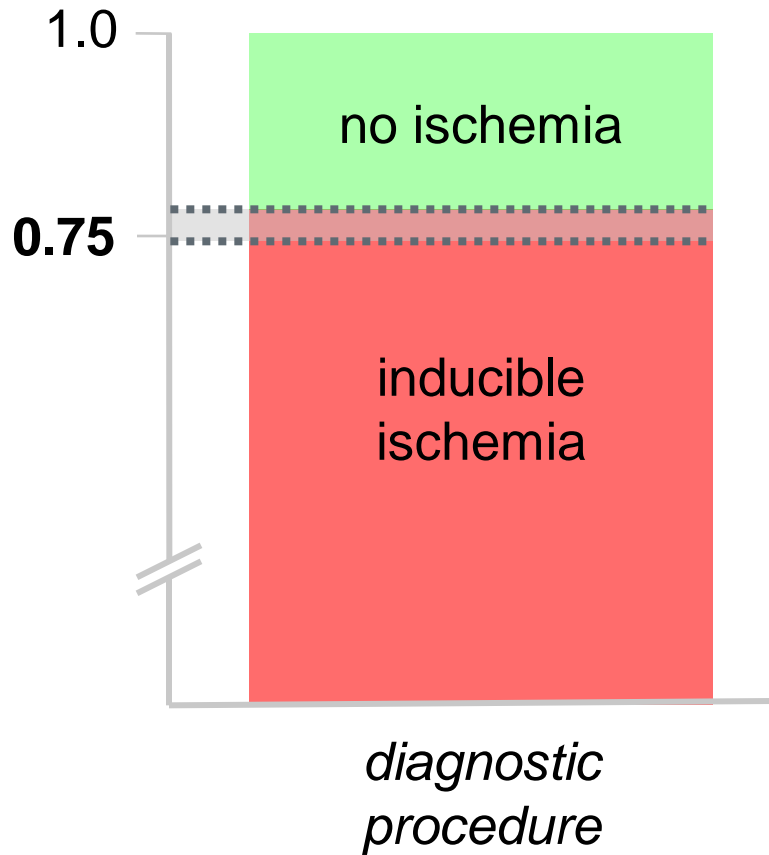 1.0
no ischemia
0.75
inducible
ischemia
diagnostic
procedure